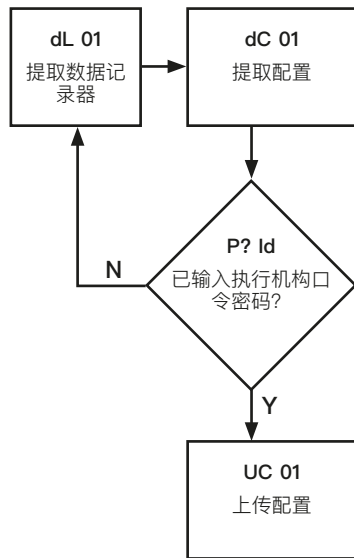 dL 01
提取数据记
录器
dC 01
提取配置
P? Id
已输入执行机构口
令密码?
N
Y
UC 01
上传配置